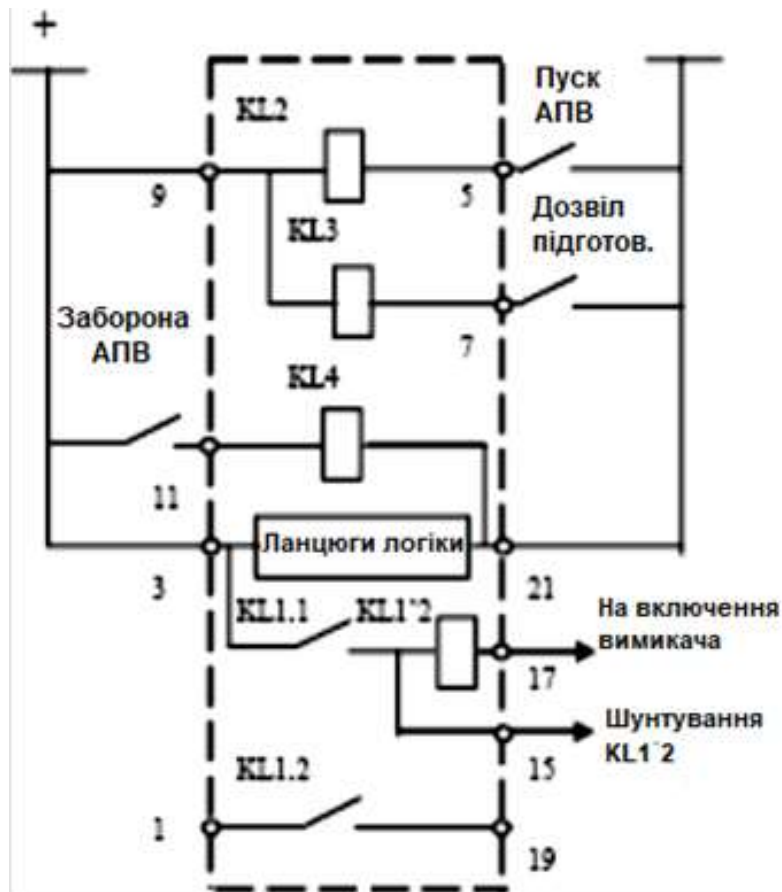 +
KL2
Пуск
АПВ
9
5
KL3
Дозвіл
підготов.
7
Заборона
АПВ
KL4
11
Ланцюги логіки
3
21
KL1.1
KL1`2
На включення
вимикача
17
Шунтування
KL1`2
15
KL1.2
1
19